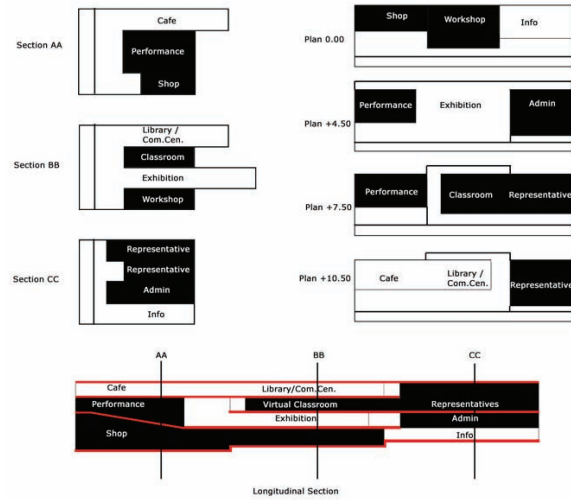 Section AA
Cafe
Performance
Shop
Section BB
Library /
Com.Cen.
Classroom
Exhibition
Workshop
Section CC
Representative
Representative
Admin
Info
Plan 0.00
Shop
Workshop
Info
Plan +4.50
Performance
Exhibition
Admin
Plan +7.50
Performance
Classroom
Representative
Plan +10.50
Cafe
Library /
Com.Cen.
Representative
AA
BB
CC
Cafe
Library/Com.Cen.
Performance
Virtual Classroom
Representatives
Exhibition
Admin
Shop
Info
Longitudinal Section